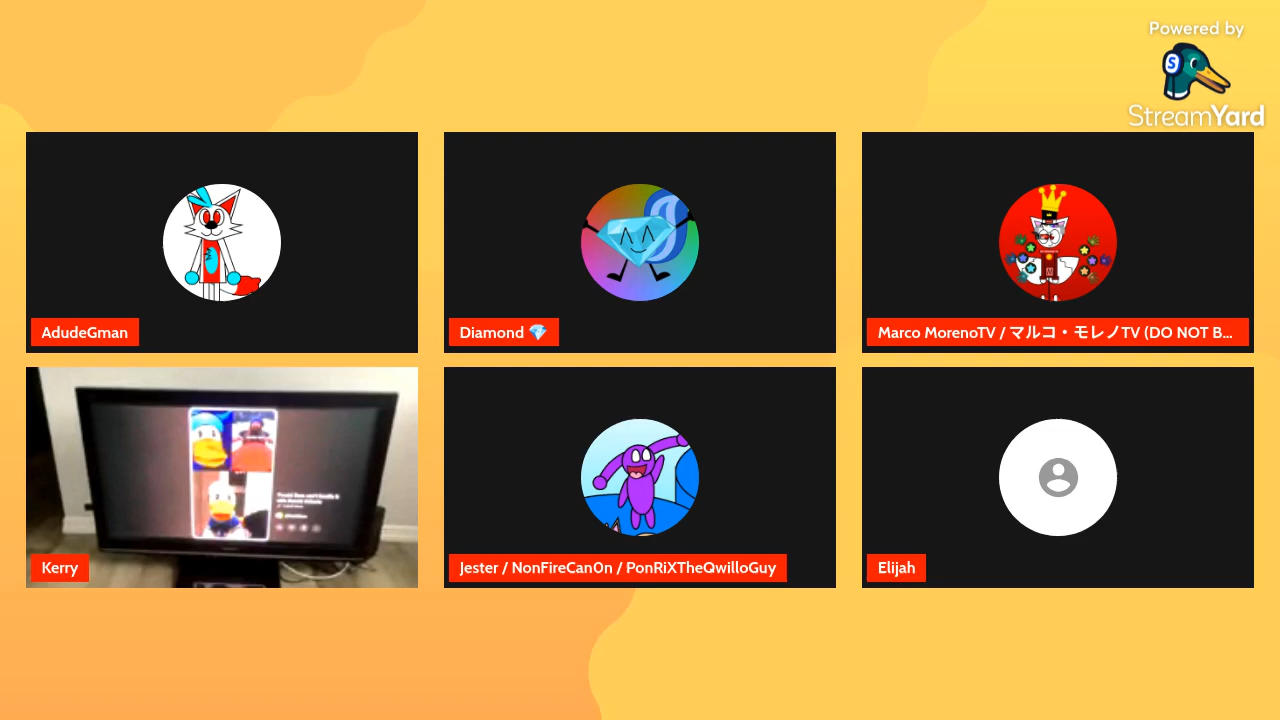 Powered by
S
StreamYard
AdudeGman
Diamond 💎
Marco MorenoTV / マルコ・モレノTV (DO NOT B...
Kerry
Jester / NonFireCan0n / PonRiXTheQwilloGuy
Elijah